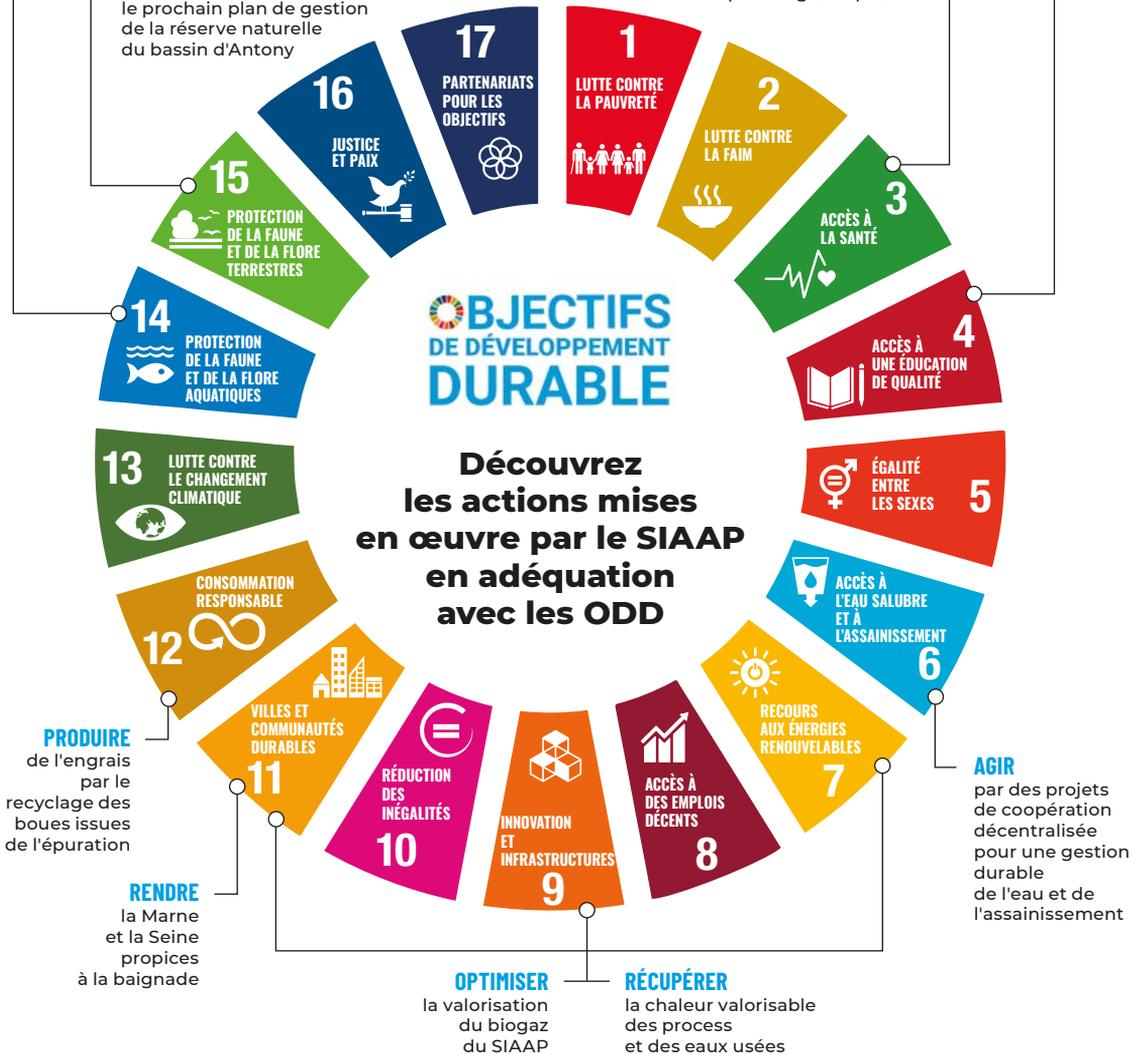 le prochain plan de gestion
de la réserve naturelle
du bassin d'Antony
17
PARTENARIATS
POUR LES
OBJECTIFS
1
LUTTE CONTRE
LA PAUVRETÉ
2
LUTTE CONTRE
LA FAIM
3
ACCÈS À
LA SANTÉ
4
ACCÈS À
UNE ÉDUCATION
DE QUALITÉ
ÉGALITÉ
ENTRE
LES SEXES
5
ACCÈS À
L'EAU SALUBRE
ET À
L'ASSAINISSEMENT
6
RECOURS
AUX ÉNERGIES
RENOUVELABLES
7
ACCÈS À
DES EMPLOIS
DÉCENTS
8
INNOVATION
ET
INFRASTRUCTURES
9
RÉDUCTION
DES
INÉGALITÉS
10
VILLES ET
COMMUNAUTÉS
DURABLES
11
CONSOMMATION
RESPONSABLE
12
13
LUTTE CONTRE
LE CHANGEMENT
CLIMATIQUE
14
PROTECTION
DE LA FAUNE
ET DE LA FLORE
AQUATIQUES
15
PROTECTION
DE LA FAUNE
ET DE LA FLORE
TERRESTRES
16
JUSTICE
ET PAIX
OBJECTIFS
DE DÉVELOPPEMENT
DURABLE
Découvrez
les actions mises
en œuvre par le SIAAP
en adéquation
avec les ODD
PRODUIRE
de l'engrais
par le
recyclage des
boues issues
de l'épuration
RENDRE
la Marne
et la Seine
propices
à la baignade
OPTIMISER
la valorisation
du biogaz
du SIAAP
RÉCUPÉRER
la chaleur valorisable
des process
et des eaux usées
AGIR
par des projets
de coopération
décentralisée
pour une gestion
durable
de l'eau et de
l'assainissement